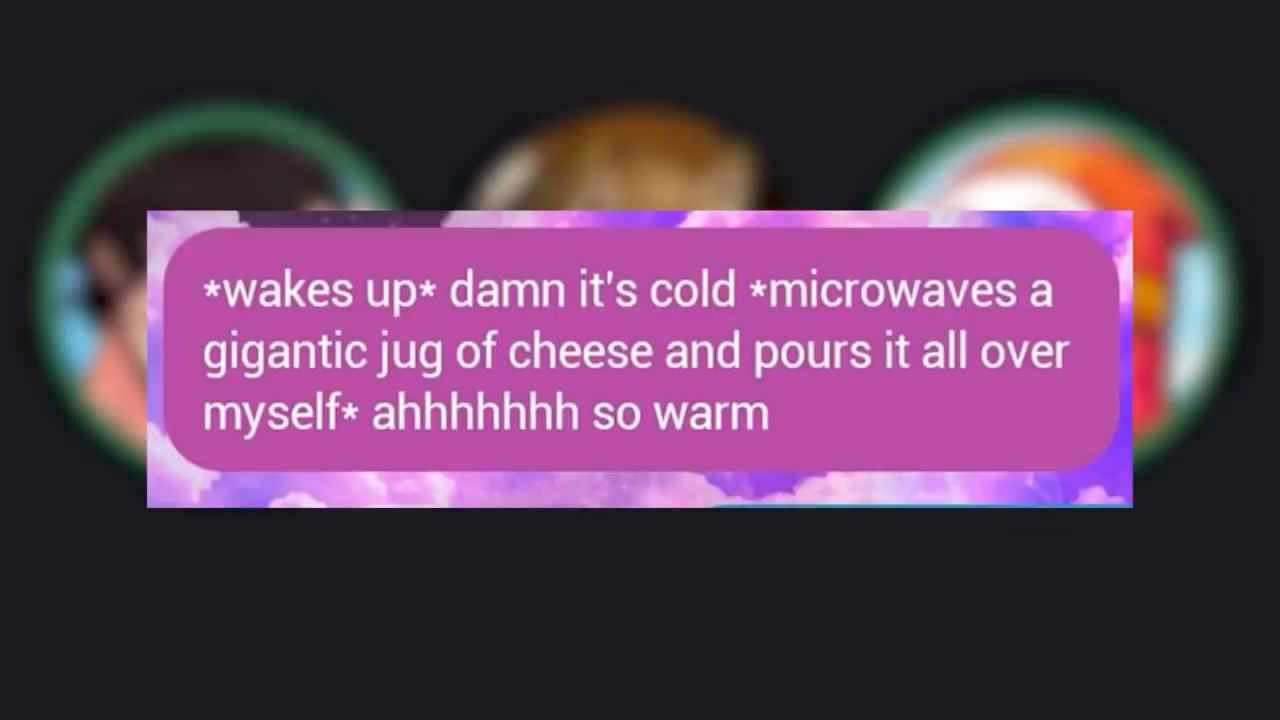 *wakes up* damn it's cold *microwaves a
gigantic jug of cheese and pours it all over
myself* ahhhhhhh so warm